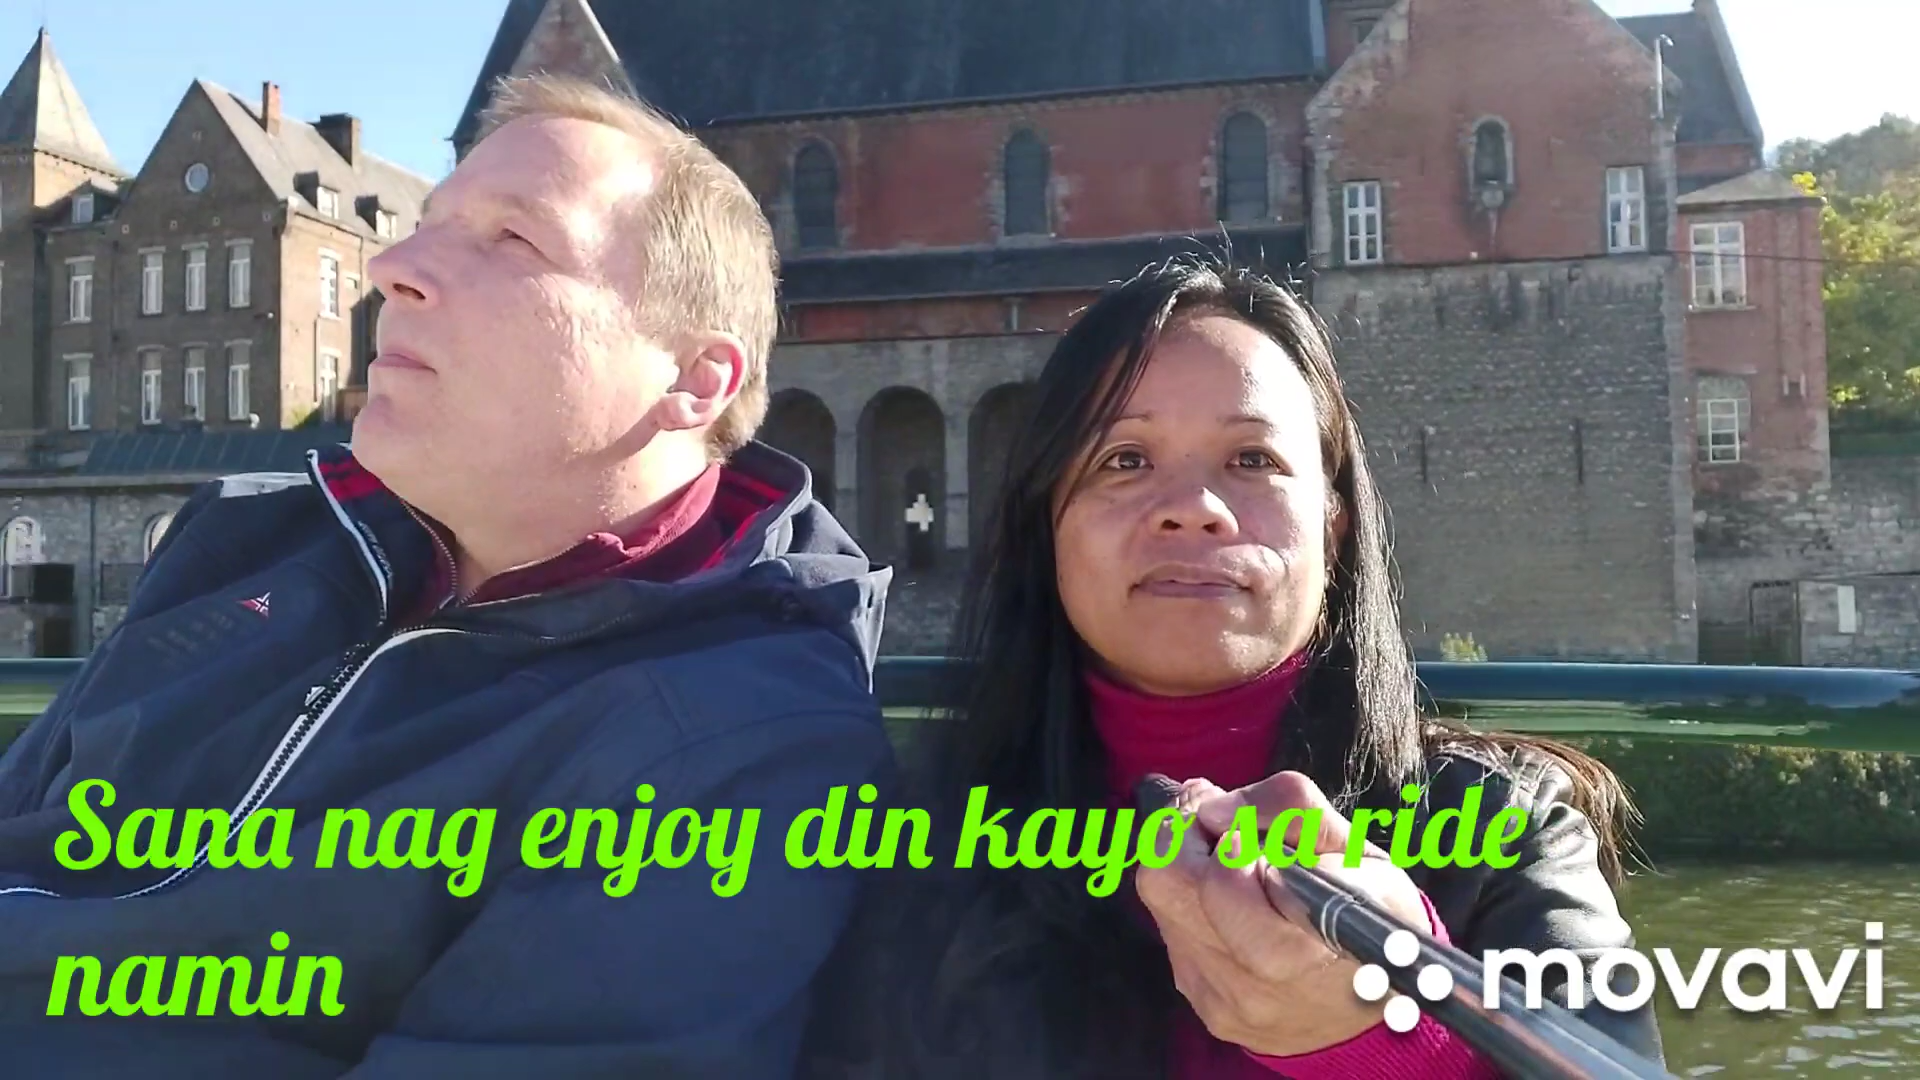 Sana nag enjoy din kayo sa ride
namin
movavi